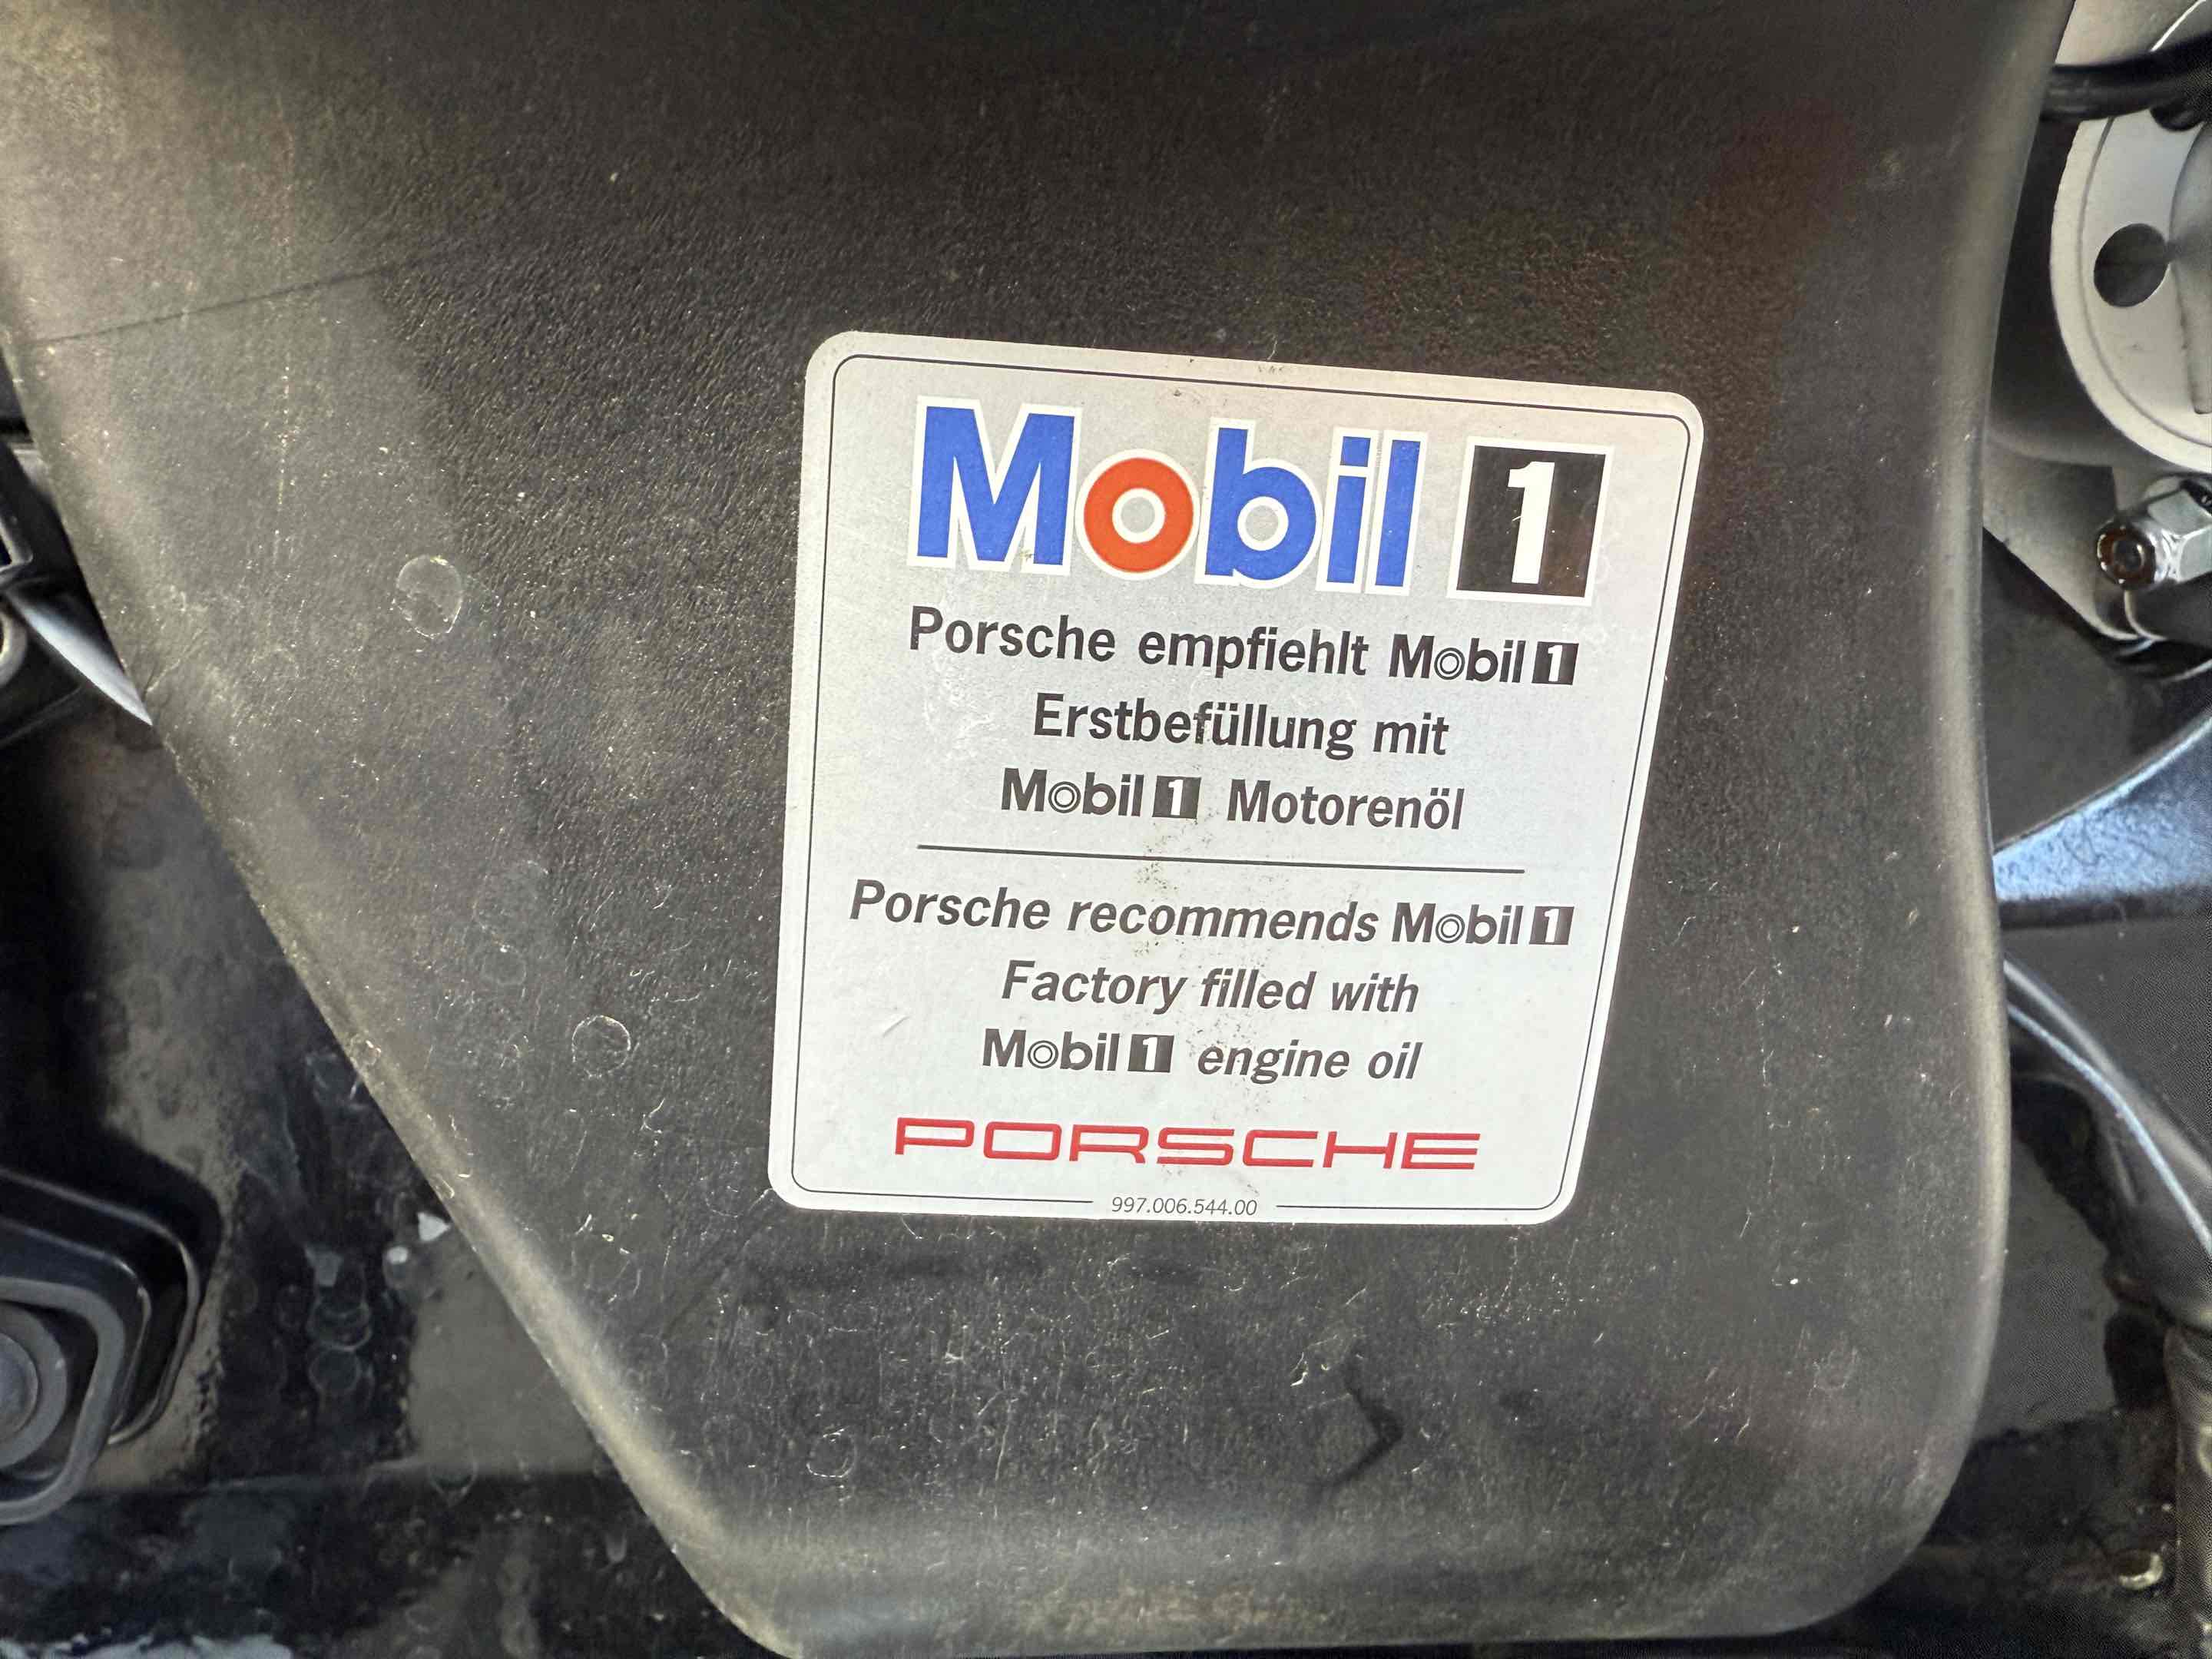 Mobil 1
Porsche empfiehlt Mobil 1
Erstbefüllung mit
Mobil 1 Motorenöl
Porsche recommends Mobil 1
Factory filled with
Mobil 1 engine oil
PORSCHE
997.006.544.00